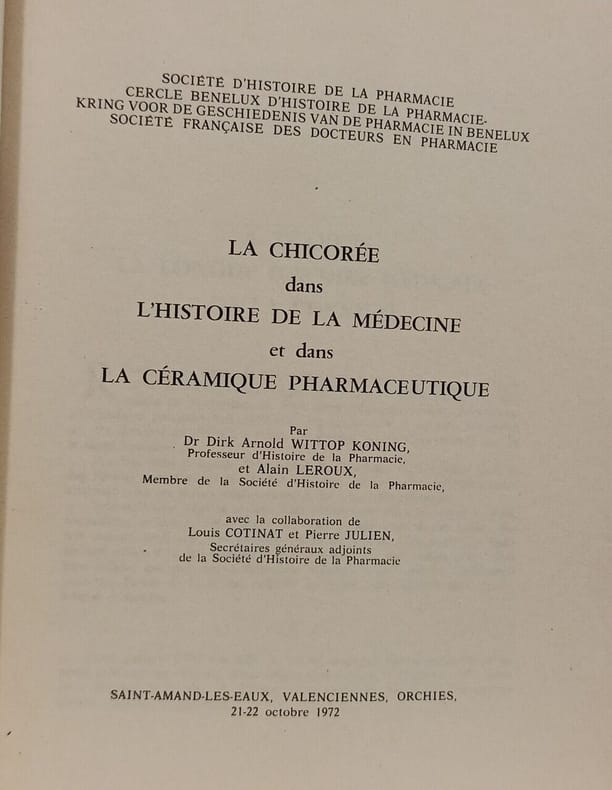 SOCIÉTÉ D'HISTOIRE DE LA PHARMACIE
CERCLE BENELUX D'HISTOIRE DE LA PHARMACIE-
KRING VOOR DE GESCHIEDENIS VAN DE PHARMACIE IN BENELUX
SOCIÉTÉ FRANÇAISE DES DOCTEURS EN PHARMACIE
LA CHICORÉE
dans
L'HISTOIRE DE LA MÉDECINE
et dans
LA CÉRAMIQUE PHARMACEUTIQUE
Par
Dr Dirk Arnold WITTOP KONING,
Professeur d'Histoire de la Pharmacie,
et Alain LEROUX,
Membre de la Société d'Histoire de la Pharmacie,
avec la collaboration de
Louis COTINAT et Pierre JULIEN,
Secrétaires généraux adjoints
de la Société d'Histoire de la Pharmacie
SAINT-AMAND-LES-EAUX, VALENCIENNES, ORCHIES,
21-22 octobre 1972